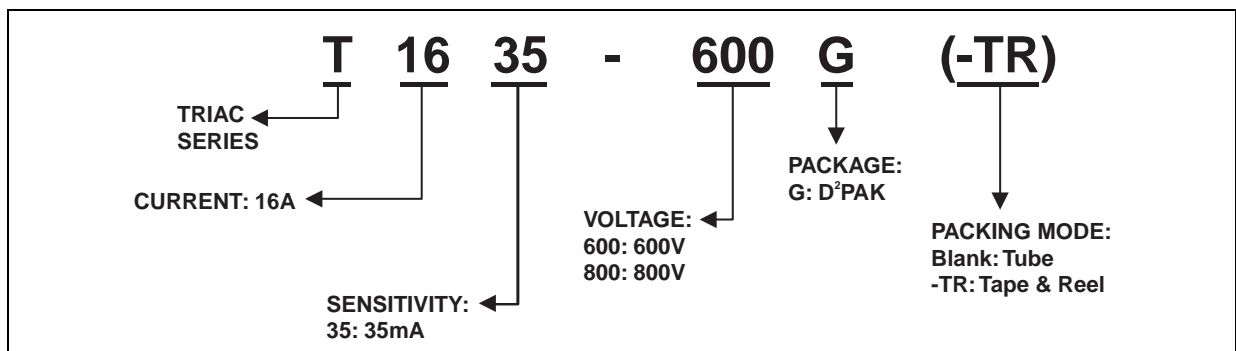 T 16 35 - 600 G (-TR)
TRIAC
SERIES
CURRENT: 16A
SENSITIVITY:
35: 35mA
VOLTAGE:
600: 600V
800: 800V
PACKAGE:
G: D²PAK
PACKING MODE:
Blank: Tube
-TR: Tape & Reel